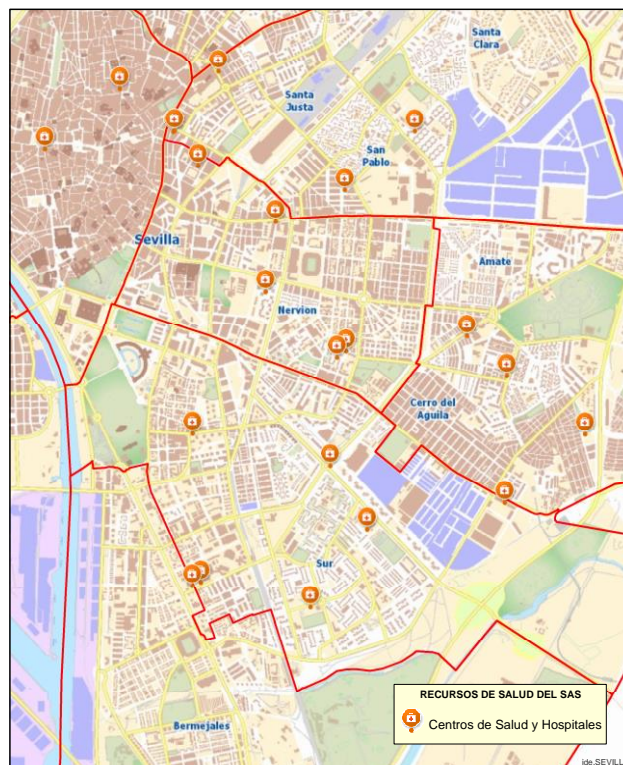 Santa
Clara
Santa
Justa
San
Pablo
Sevilla
Amate
Nervion
Cerro del
Aguila
Sur
Bermejales
RECURSOS DE SALUD DEL SAS
Centros de Salud y Hospitales
ide.SEVILL